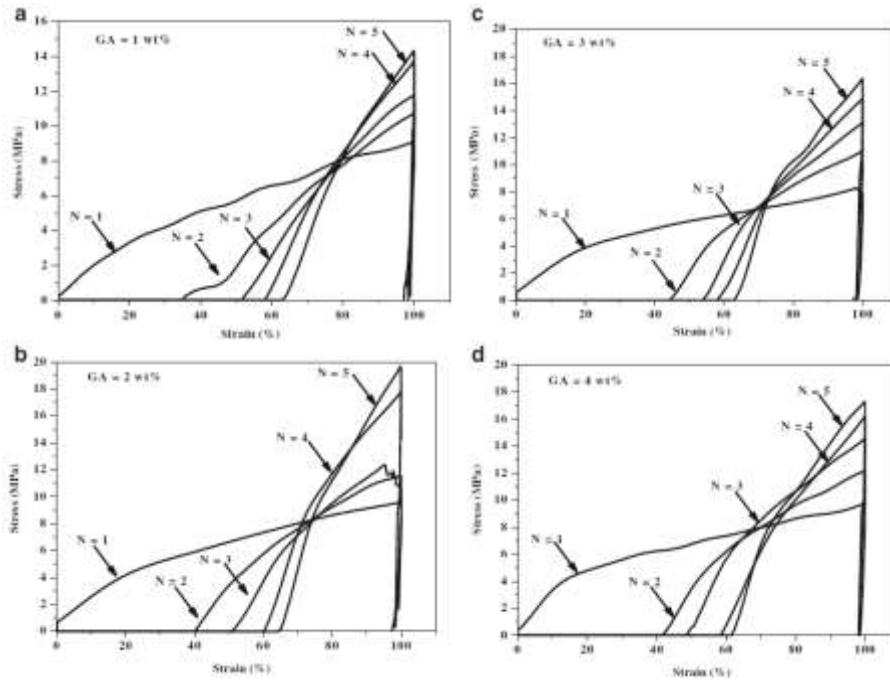 a
GA = 1 wt%
N = 5
N = 4
N = 1
N = 2
N = 3
Stress (MPa)
16
14
12
10
8
6
4
2
0
0 20 40 60 80 100
Strain (%)
b
GA = 2 wt%
N = 5
N = 4
N = 1
N = 3
N = 2
Stress (MPa)
20
18
16
14
12
10
8
6
4
2
0
0 20 40 60 80 100
Strain (%)
c
GA = 3 wt%
N = 5
N = 4
N = 3
N = 1
N = 2
Stress (MPa)
20
18
16
14
12
10
8
6
4
2
0
0 20 40 60 80 100
Strain (%)
d
GA = 4 wt%
N = 5
N = 4
N = 3
N = 1
N = 2
Stress (MPa)
18
16
14
12
10
8
6
4
2
0
0 20 40 60 80 100
Strain (%)